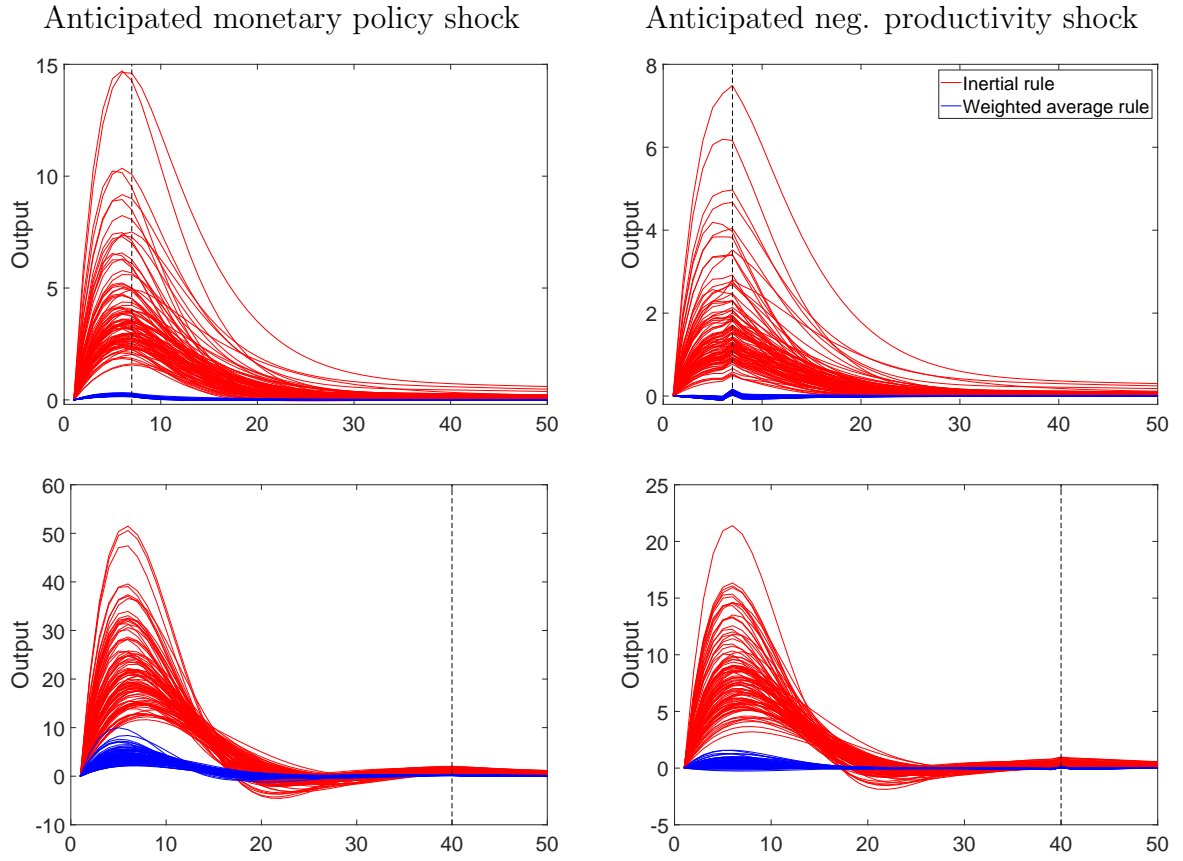 Anticipated monetary policy shock
Anticipated neg. productivity shock
15
10
5
0
Output
0 10 20 30 40 50
8
6
4
2
0
Output
0 10 20 30 40 50
Inertial rule
Weighted average rule
60
50
40
30
20
10
0
-10
Output
0 10 20 30 40 50
25
20
15
10
5
0
-5
Output
0 10 20 30 40 50